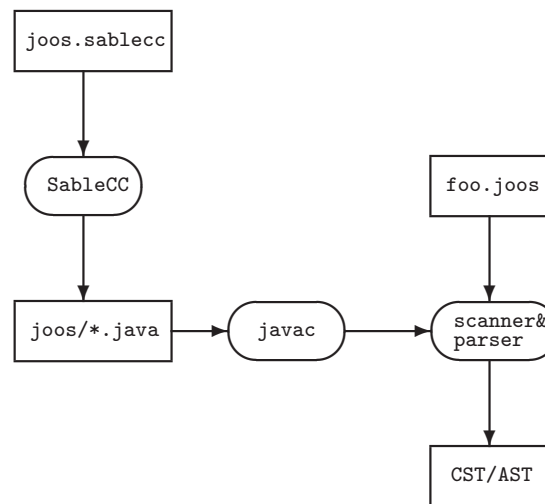 joos.sablecc
SableCC
foo.joos
joos/*.java
javac
scanner&
parser
CST/AST